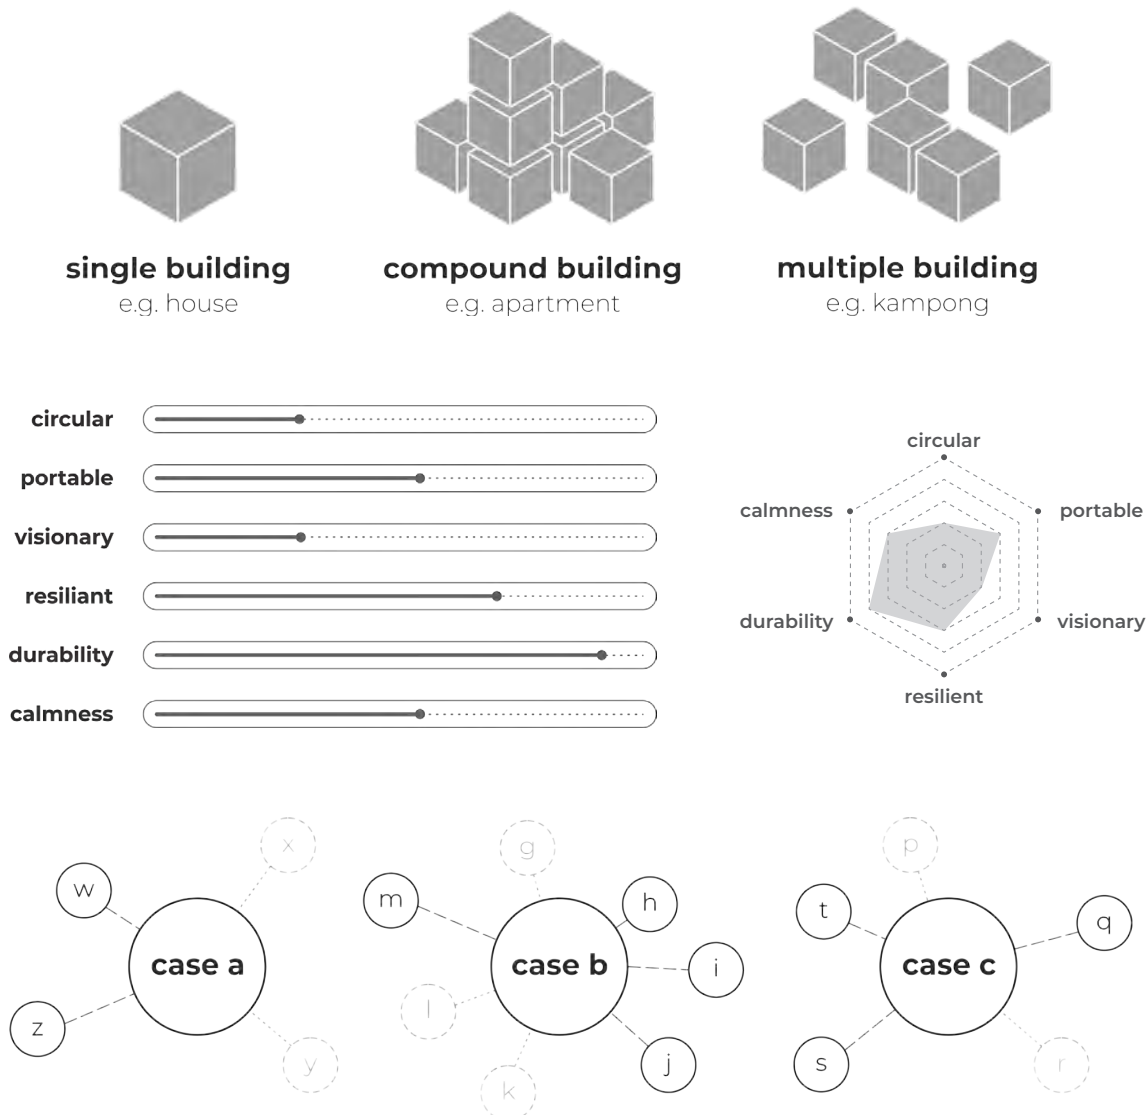 single building
e.g. house
compound building
e.g. apartment
multiple building
e.g. kampong
circular
portable
visionary
resiliant
durability
calmness
circular
calmness
portable
durability
visionary
resilient
x
w
case a
z
y
g
m
h
case b
i
l
j
k
p
t
q
case c
s
r